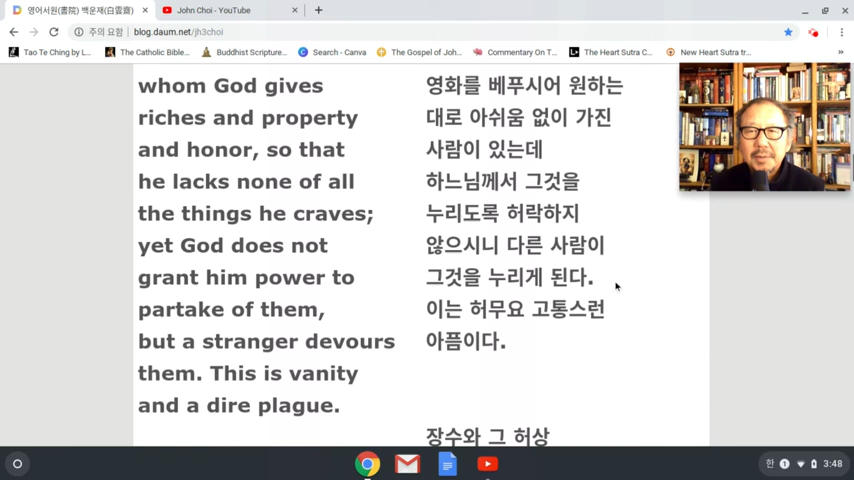 영어서원(書院) 백운재(白雲齋)
John Choi - YouTube
주의 요함
blog.daum.net/jh3choi
Tao Te Ching by L...
The Catholic Bible...
Buddhist Scripture...
Search - Canva
The Gospel of Joh...
Commentary On T...
The Heart Sutra C...
New Heart Sutra tr...
whom God gives
riches and property
and honor, so that
he lacks none of all
the things he craves;
yet God does not
grant him power to
partake of them,
but a stranger devours
them. This is vanity
and a dire plague.
영화를 베푸시어 원하는
대로 아쉬움 없이 가진
사람이 있는데
하느님께서 그것을
누리도록 허락하지
않으시니 다른 사람이
그것을 누리게 된다.
이는 허무요 고통스런
아픔이다.
장수와 그 허상
한
1
3:48